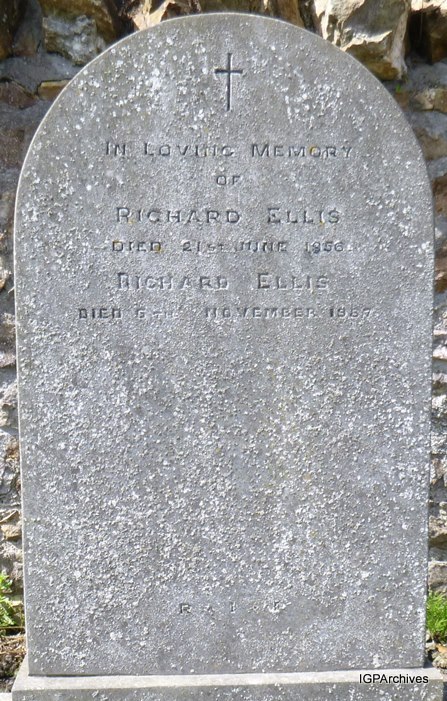 In Loving Memory
of
Richard Ellis
died 21st June 1956
Richard Ellis
died 6th November 1967
R. I. P.
IGPArchives